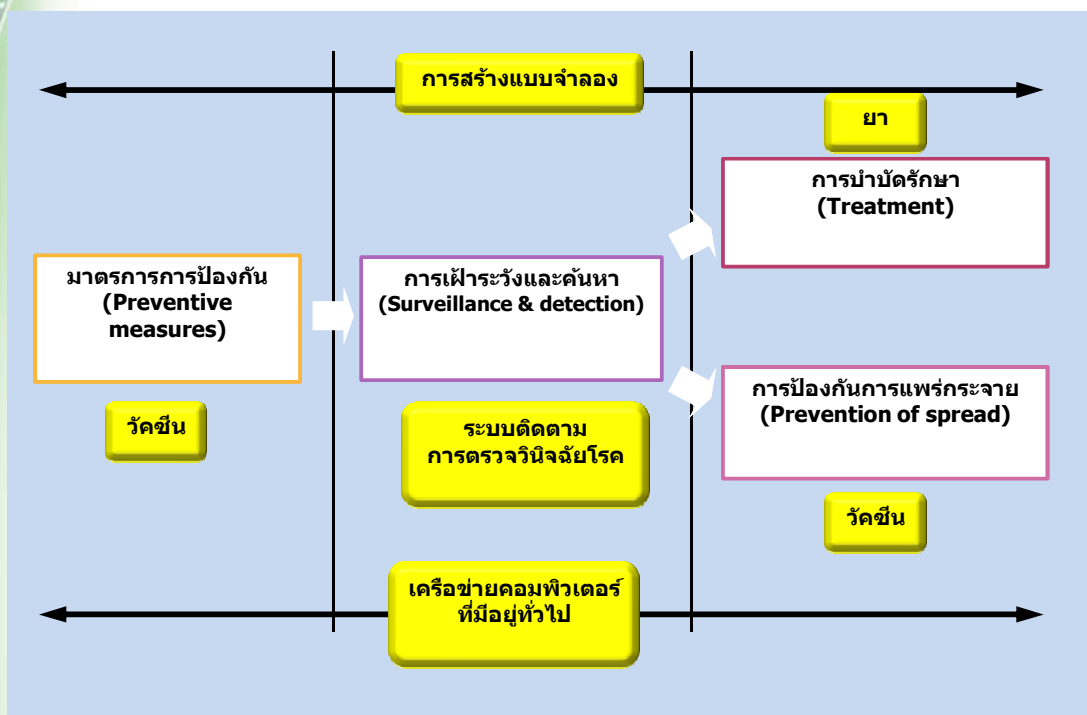 การสร้างแบบจำลอง
ยา
การบำบัดรักษา
(Treatment)
มาตรการการป้องกัน
(Preventive
measures)
การเฝ้าระวังและค้นหา
(Surveillance & detection)
การป้องกันการแพร่กระจาย
(Prevention of spread)
วัคซีน
ระบบติดตาม
การตรวจวินิจฉัยโรค
วัคซีน
เครือข่ายคอมพิวเตอร์
ที่มีอยู่ทั่วไป